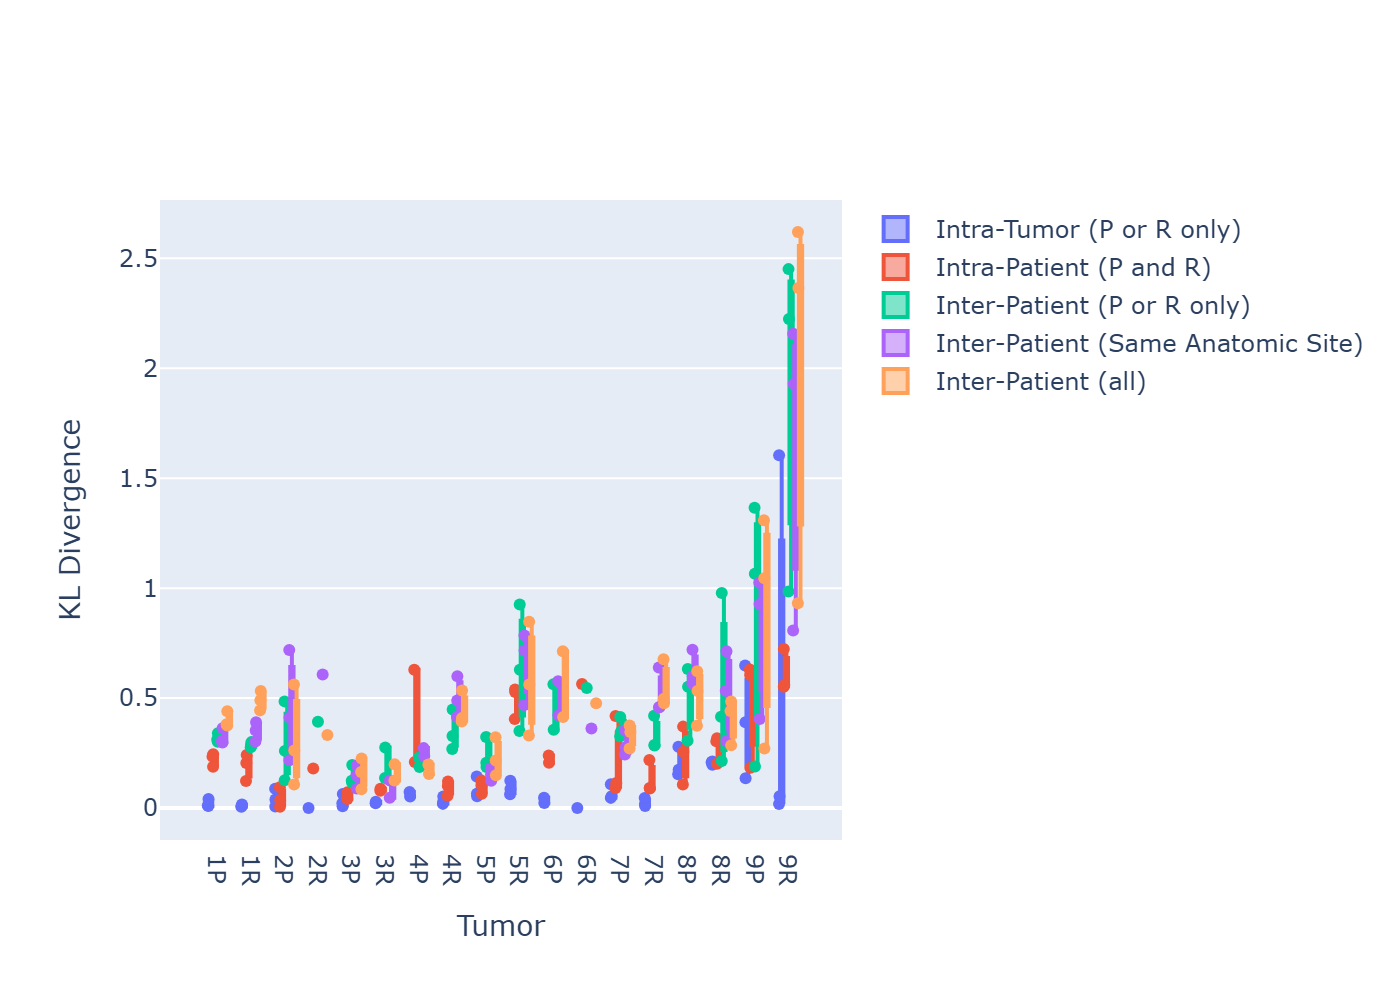 Intra-Tumor (P or R only)
Intra-Patient (P and R)
Inter-Patient (P or R only)
Inter-Patient (Same Anatomic Site)
Inter-Patient (all)
KL Divergence
2.5
2
1.5
1
0.5
0
1P 1R 2P 2R 3P 3R 4P 4R 5P 5R 6P 6R 7P 7R 8P 8R 9P 9R
Tumor